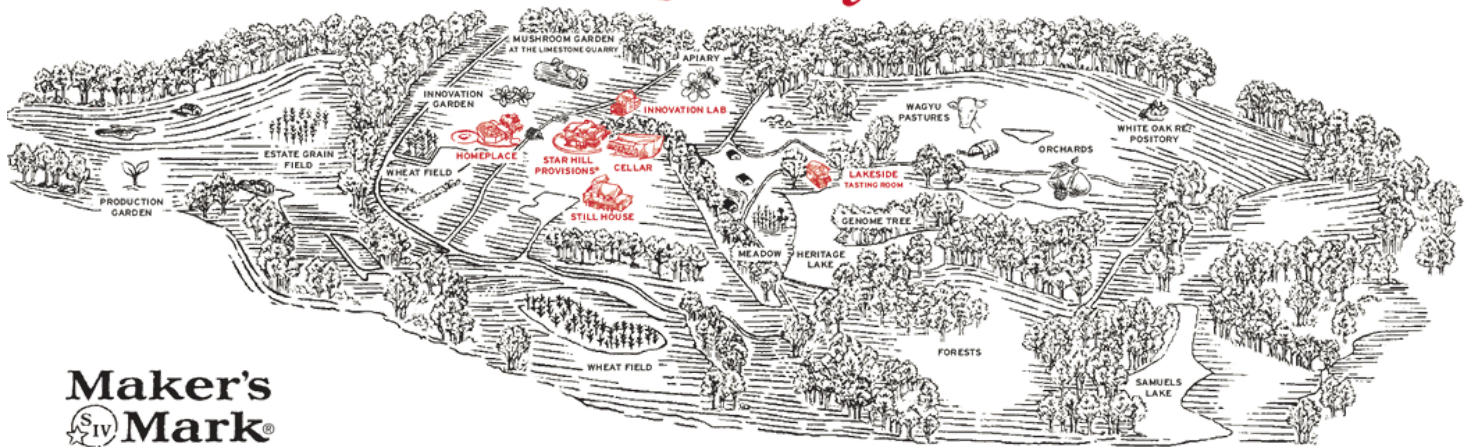 MUSHROOM GARDEN
AT THE LIMESTONE QUARRY
APIARY
INNOVATION
GARDEN
INNOVATION LAB
WAGYU
PASTURES
WHITE OAK RE
POSITORY
ORCHARDS
ESTATE GRAIN
FIELD
HOMEPLACE
STAR HILL
PROVISIONS®
CELLAR
WHEAT FIELD
LAKESIDE
TASTING ROOM
PRODUCTION
GARDEN
STILL HOUSE
GENOME TREE
MEADOW
HERITAGE
LAKE
FORESTS
WHEAT FIELD
SAMUELS
LAKE
Maker's
SIV Mark®